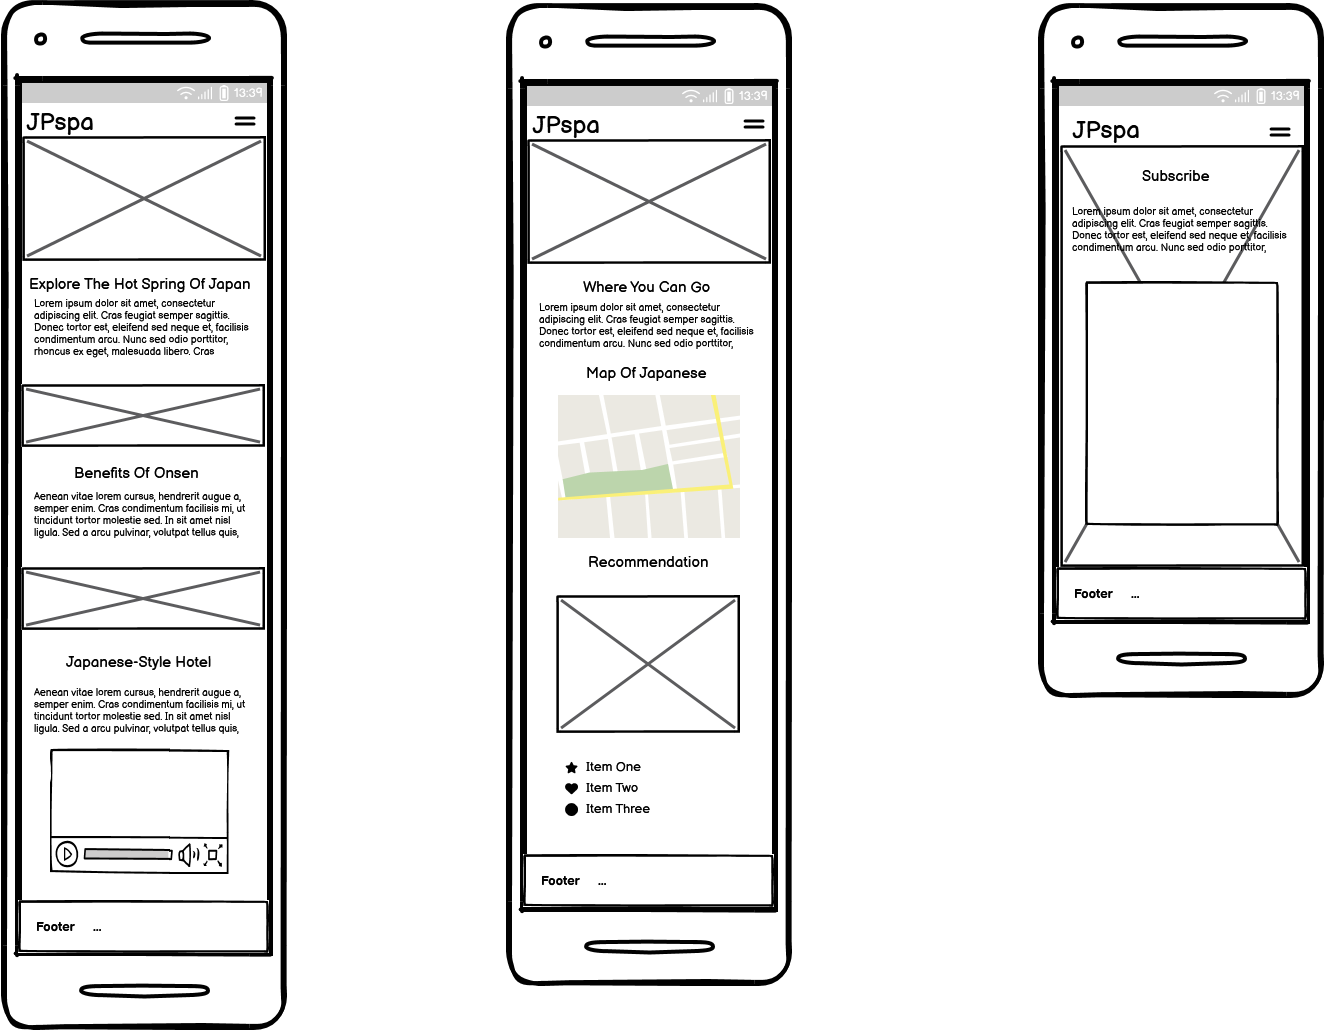 13:39
JPspa
Explore The Hot Spring Of Japan
Lorem ipsum dolor sit amet, consectetur
adipiscing elit. Cras feugiat semper sagittis.
Donec tortor est, eleifend sed neque et, facilisis
condimentum arcu. Nunc sed odio porttitor,
rhoncus ex eget, malesuada libero. Cras
Benefits Of Onsen
Aenean vitae lorem cursus, hendrerit augue a,
semper enim. Cras condimentum facilisis mi, ut
tincidunt tortor molestie sed. In sit amet nisl
ligula. Sed a arcu pulvinar, volutpat tellus quis,
Japanese-Style Hotel
Aenean vitae lorem cursus, hendrerit augue a,
semper enim. Cras condimentum facilisis mi, ut
tincidunt tortor molestie sed. In sit amet nisl
ligula. Sed a arcu pulvinar, volutpat tellus quis,
Footer ...
13:39
JPspa
Where You Can Go
Lorem ipsum dolor sit amet, consectetur
adipiscing elit. Cras feugiat semper sagittis.
Donec tortor est, eleifend sed neque et, facilisis
condimentum arcu. Nunc sed odio porttitor,
Map Of Japanese
Recommendation
Item One
Item Two
Item Three
Footer ...
13:39
JPspa
Subscribe
Lorem ipsum dolor sit amet, consectetur
adipiscing elit. Cras feugiat semper sagittis.
Donec tortor est, eleifend sed neque et, facilisis
condimentum arcu. Nunc sed odio porttitor,
Footer ...